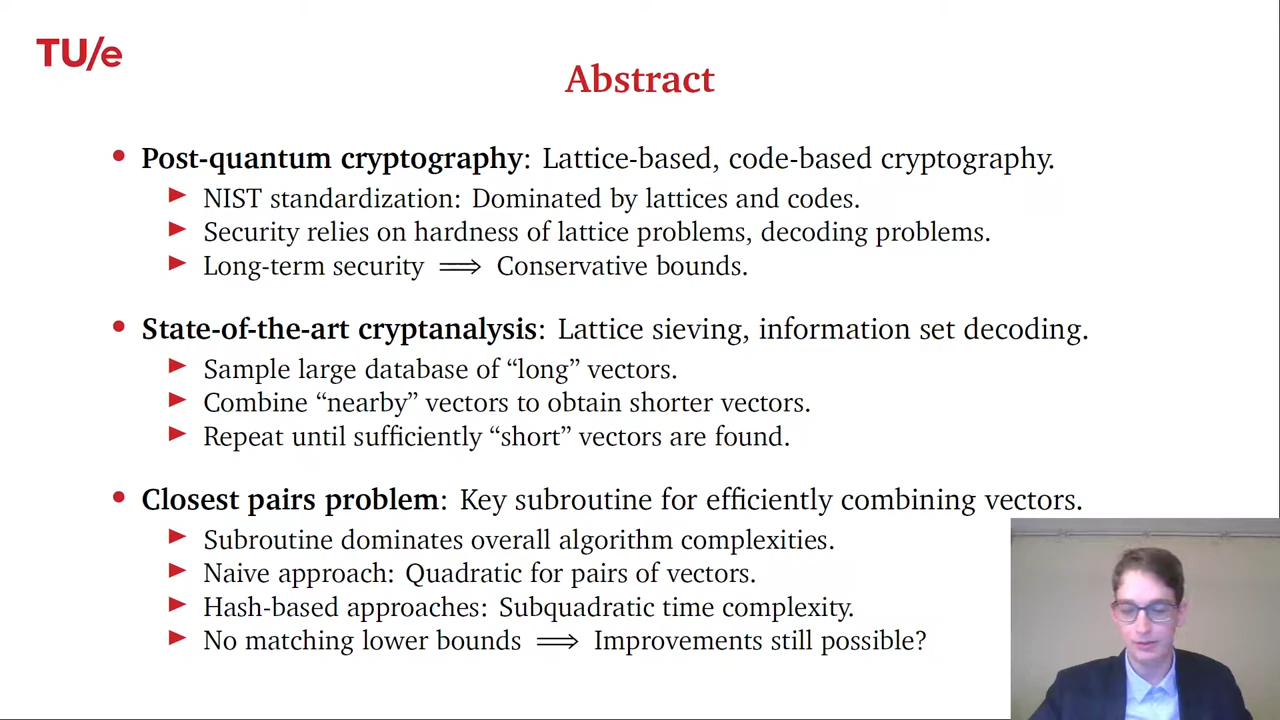 TU/e
Abstract
• Post-quantum cryptography: Lattice-based, code-based cryptography.
▶ NIST standardization: Dominated by lattices and codes.
▶ Security relies on hardness of lattice problems, decoding problems.
▶ Long-term security ⟹ Conservative bounds.
• State-of-the-art cryptanalysis: Lattice sieving, information set decoding.
▶ Sample large database of “long” vectors.
▶ Combine “nearby” vectors to obtain shorter vectors.
▶ Repeat until sufficiently “short” vectors are found.
• Closest pairs problem: Key subroutine for efficiently combining vectors.
▶ Subroutine dominates overall algorithm complexities.
▶ Naive approach: Quadratic for pairs of vectors.
▶ Hash-based approaches: Subquadratic time complexity.
▶ No matching lower bounds ⟹ Improvements still possible?